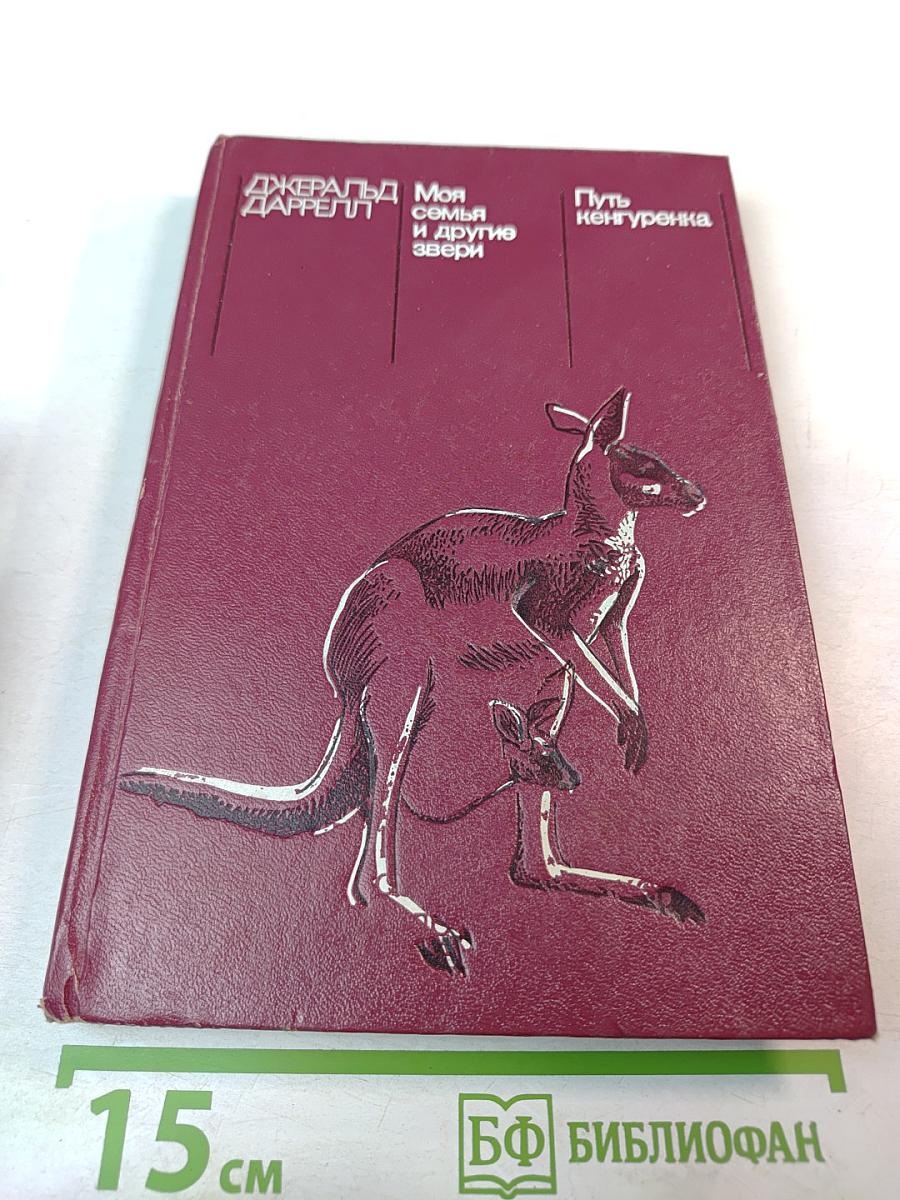 ДЖЕРАЛЬД
ДАРРЕЛЛ
Моя
семья
и другие
звери
Путь
кенгуренка
15 см
БФ БИБЛИОФАН